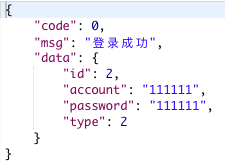 {
    "code": 0,
    "msg": "登录成功",
    "data": {
        "id": 2,
        "account": "111111",
        "password": "111111",
        "type": 2
    }
}